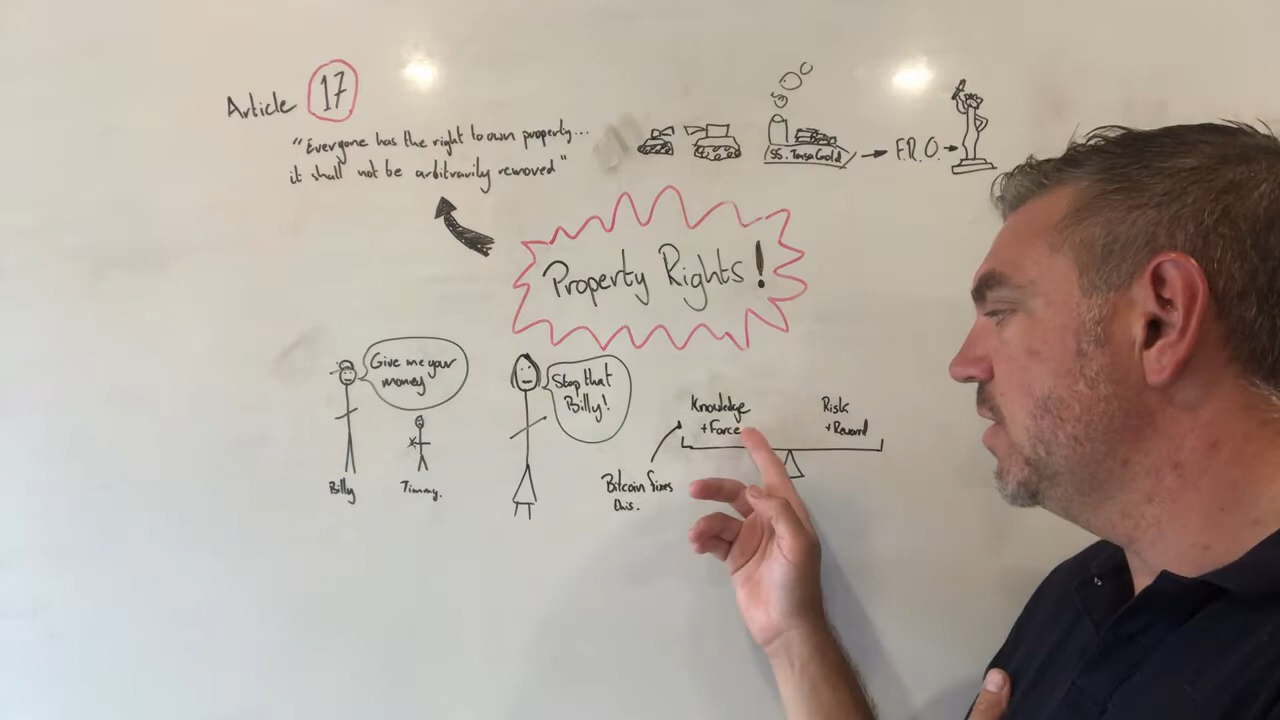 Article 17
"Everyone has the right to own property...
it shall not be arbitrarily removed"
SS. Tonsa Gold
F.R.O.
Property Rights!
Give me your
money
Billy
Timmy.
Stop that
Billy!
Knowledge
+ Force
Risk
+ Reward
Bitcoin fixes
this.